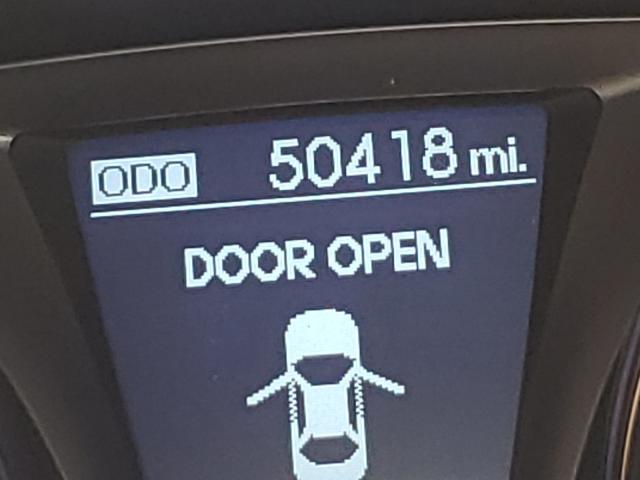 ODO 50418 mi.
DOOR OPEN